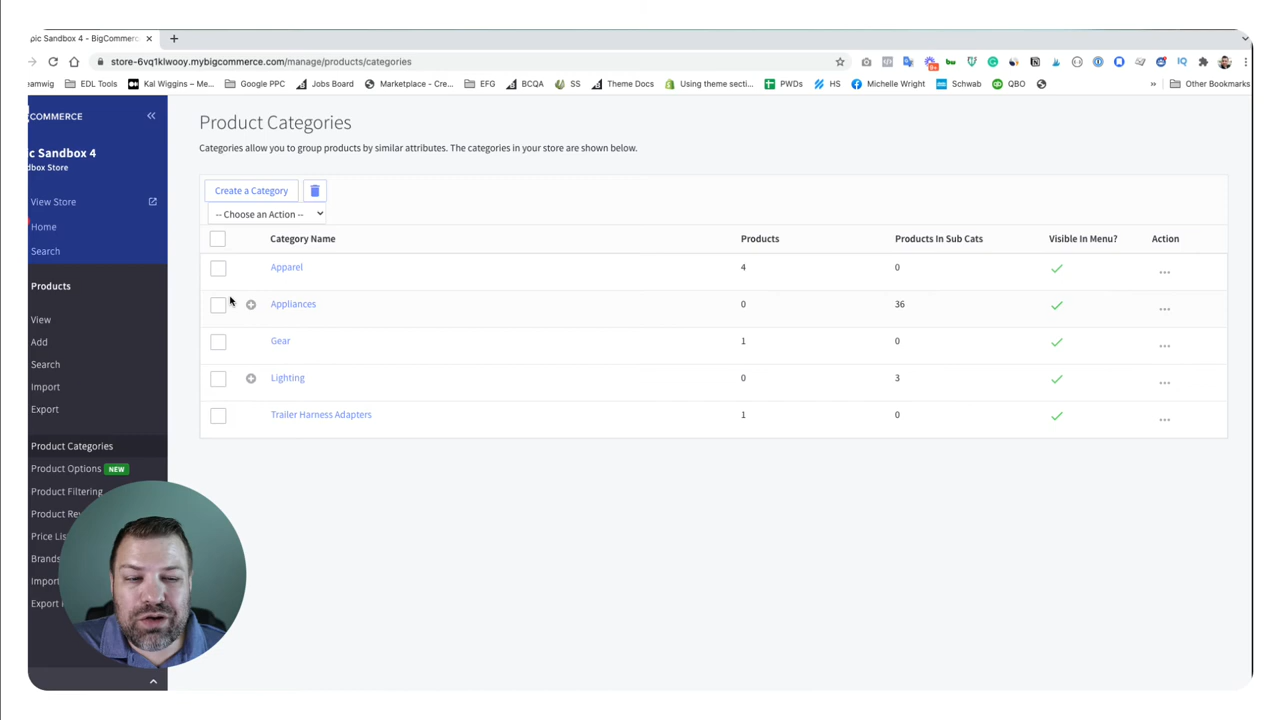 pic Sandbox 4 - BigCommerc
store-6vq1klwooy.mybigcommerce.com/manage/products/categories
eamwig EDL Tools Kal Wiggins – Me... Google PPC Jobs Board Marketplace - Cre... EFG BCQA SS Theme Docs Using theme secti... PWDs HS Michelle Wright Schwab QBO » Other Bookmarks
COMMERCE
ic Sandbox 4
dbox Store
View Store
Home
Search
Products
View
Add
Search
Import
Export
Product Categories
Product Options NEW
Product Filtering
Product Rev
Price Lis
Brands
Import
Export
Product Categories
Categories allow you to group products by similar attributes. The categories in your store are shown below.
Create a Category
-- Choose an Action --
Category Name Products Products In Sub Cats Visible In Menu? Action
Apparel 4 0
Appliances 0 36
Gear 1 0
Lighting 0 3
Trailer Harness Adapters 1 0